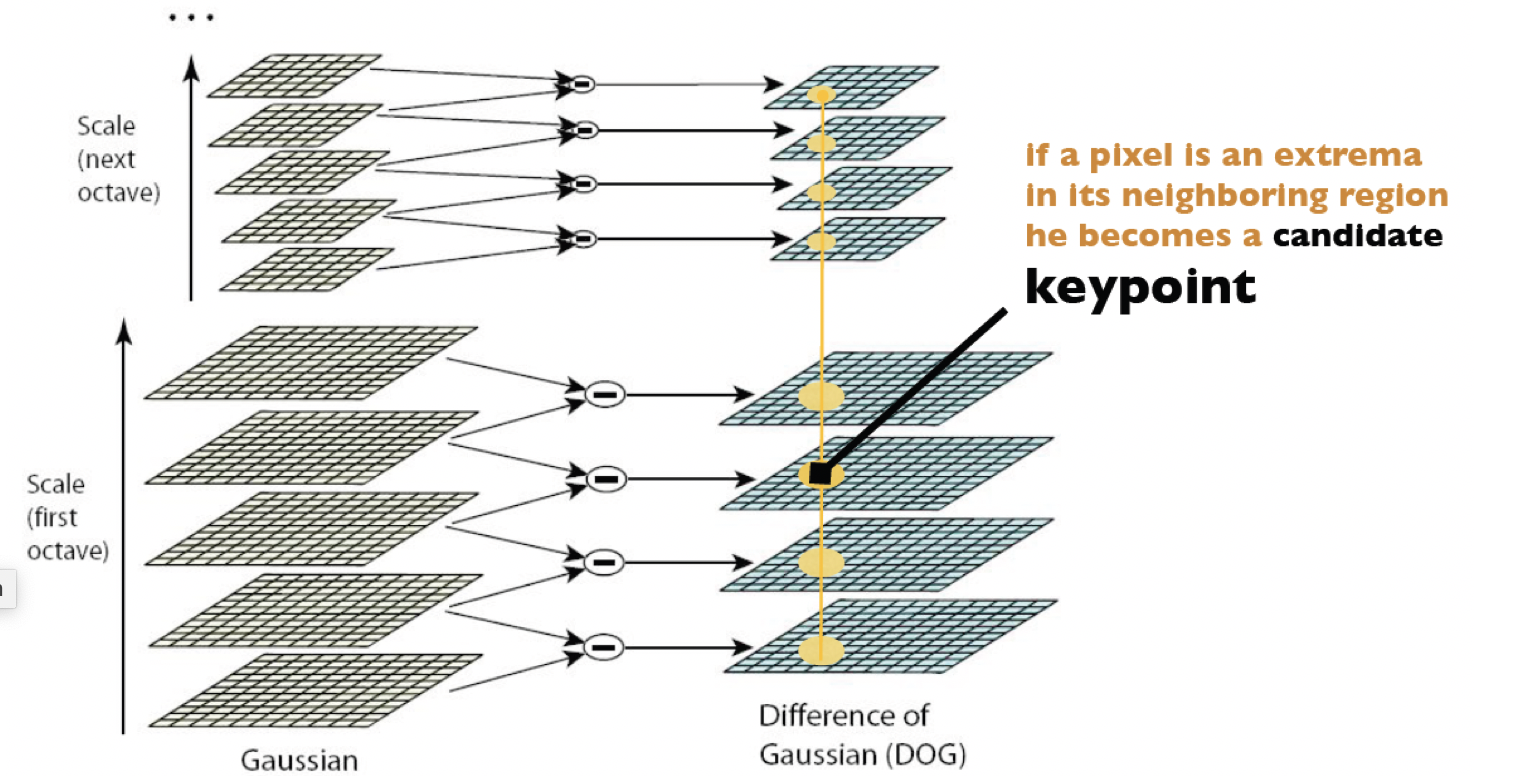 ...
Scale
(next
octave)
if a pixel is an extrema
in its neighboring region
he becomes a candidate
keypoint
Scale
(first
octave)
Gaussian
Difference of
Gaussian (DOG)